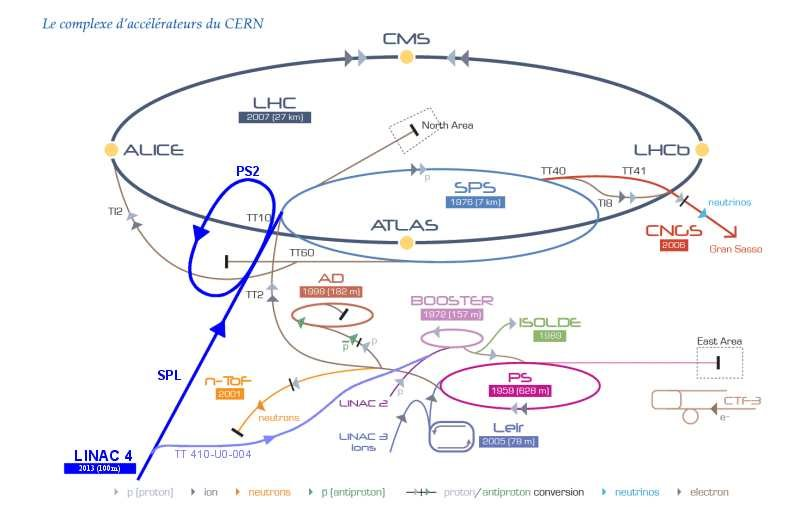 Le complexe d'accélérateurs du CERN
CMS
LHC
2007 (27 km)
North Area
ALICE
LHCb
PS2
TT40
TT41
p
SPS
1976 (7 km)
TI2
TT10
TI8
neutrinos
ATLAS
CNGS
2006
Gran Sasso
TT60
AD
1998 (182 m)
TT2
BOOSTER
1972 (157 m)
ISOLDE
1989
p
p
East Area
SPL
n-ToF
2001
PS
1959 (628 m)
p
LINAC 2
neutrons
CTF3
e-
LINAC 3
Ions
Leir
2005 (78 m)
LINAC 4
2013 (100m)
TT 410-U0-004
p [proton]
ion
neutrons
p [antiproton]
proton/antiproton conversion
neutrinos
electron